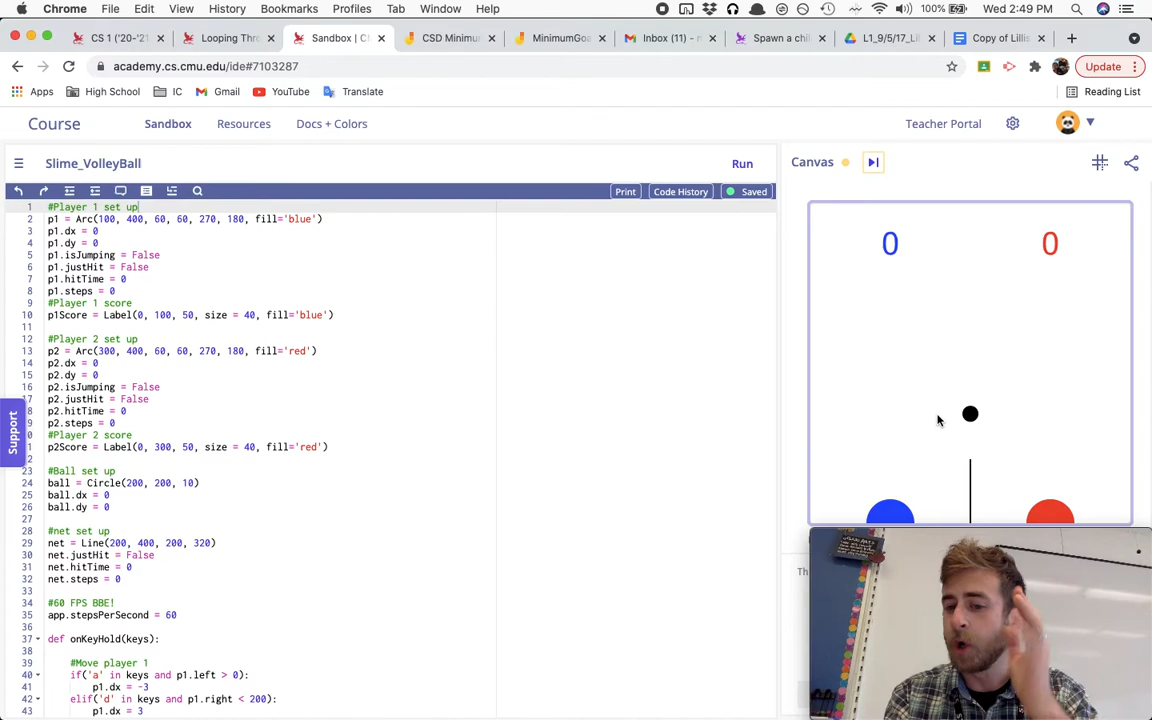 Chrome File Edit View History Bookmarks Profiles Tab Window Help 100% Wed 2:49 PM
CS 1 ('20-'21 Looping Thro Sandbox | C CSD Minimu MinimumGoa Inbox (11) - r Spawn a chil L1_9/5/17_Lil Copy of Lillis
academy.cs.cmu.edu/ide#7103287 Update
Apps High School IC Gmail YouTube Translate Reading List
Course Sandbox Resources Docs + Colors Teacher Portal
Slime_VolleyBall Run Canvas
Print Code History Saved
1 #Player 1 set up
2 p1 = Arc(100, 400, 60, 60, 270, 180, fill='blue')
3 p1.dx = 0
4 p1.dy = 0
5 p1.isJumping = False
6 p1.justHit = False
7 p1.hitTime = 0
8 p1.steps = 0
9 #Player 1 score
10 p1Score = Label(0, 100, 50, size = 40, fill='blue')
11
12 #Player 2 set up
13 p2 = Arc(300, 400, 60, 60, 270, 180, fill='red')
14 p2.dx = 0
15 p2.dy = 0
16 p2.isJumping = False
17 p2.justHit = False
8 p2.hitTime = 0
9 p2.steps = 0
0 #Player 2 score
1 p2Score = Label(0, 300, 50, size = 40, fill='red')
23 #Ball set up
24 ball = Circle(200, 200, 10)
25 ball.dx = 0
26 ball.dy = 0
27
28 #net set up
29 net = Line(200, 400, 200, 320)
30 net.justHit = False
31 net.hitTime = 0
32 net.steps = 0
33
34 #60 FPS BBE!
35 app.stepsPerSecond = 60
36
37 def onKeyHold(keys):
38
39 #Move player 1
40 if('a' in keys and p1.left > 0):
41 p1.dx = -3
42 elif('d' in keys and p1.right < 200):
43 p1.dx = 3
Support
0 0
Th